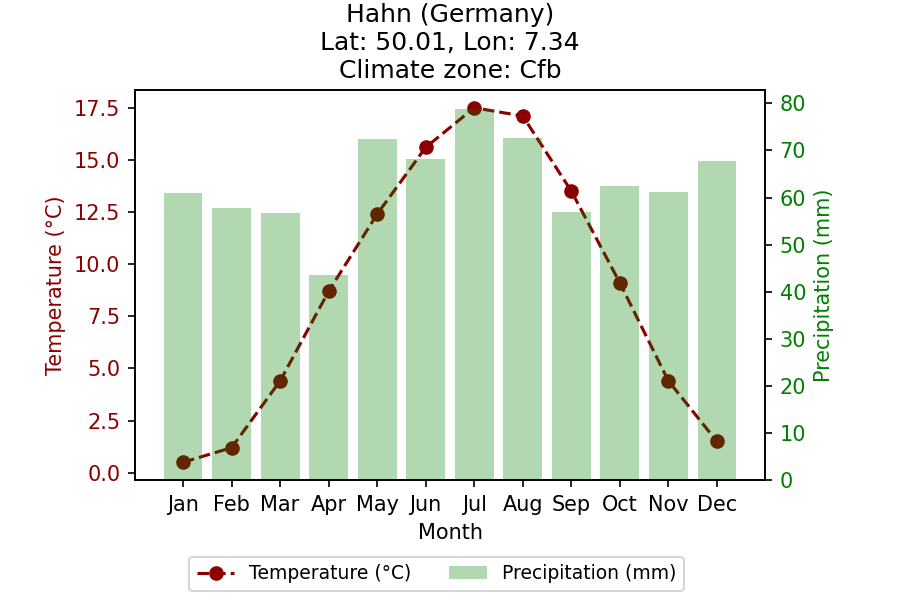 Hahn (Germany)
Lat: 50.01, Lon: 7.34
Climate zone: Cfb
Temperature (°C)
17.5
15.0
12.5
10.0
7.5
5.0
2.5
0.0
Precipitation (mm)
80
70
60
50
40
30
20
10
0
Jan Feb Mar Apr May Jun Jul Aug Sep Oct Nov Dec
Month
Temperature (°C) Precipitation (mm)